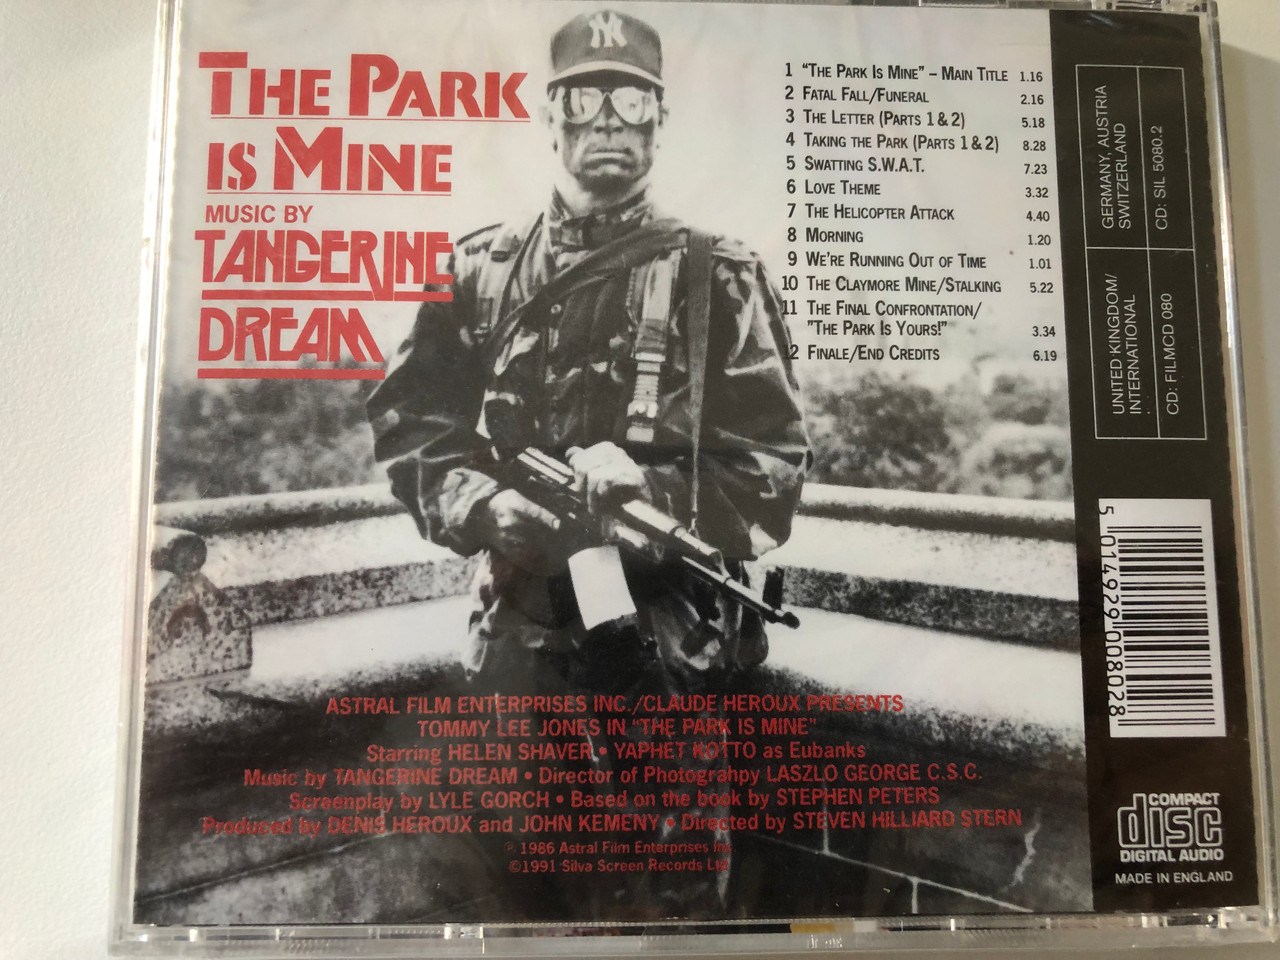 THE PARK
IS MINE
MUSIC BY
TANGERINE
DREAM
NY
1 "THE PARK IS MINE" – MAIN TITLE 1.16
2 FATAL FALL/FUNERAL 2.16
3 THE LETTER (PARTS 1 & 2) 5.18
4 TAKING THE PARK (PARTS 1 & 2) 8.28
5 SWATTING S.W.A.T. 7.23
6 LOVE THEME 3.32
7 THE HELICOPTER ATTACK 4.40
8 MORNING 1.20
9 WE'RE RUNNING OUT OF TIME 1.01
10 THE CLAYMORE MINE/STALKING 5.22
11 THE FINAL CONFRONTATION/
"THE PARK IS YOURS!" 3.34
12 FINALE/END CREDITS 6.19
GERMANY, AUSTRIA
SWITZERLAND
CD: SIL 5080.2
UNITED KINGDOM/
INTERNATIONAL
CD: FILMCD 080
5 014929 008028
ASTRAL FILM ENTERPRISES INC./CLAUDE HEROUX PRESENTS
TOMMY LEE JONES IN "THE PARK IS MINE"
Starring HELEN SHAVER • YAPHET KOTTO as Eubanks
Music by TANGERINE DREAM • Director of Photograhpy LASZLO GEORGE C.S.C.
Screenplay by LYLE GORCH • Based on the book by STEPHEN PETERS
Produced by DENIS HEROUX and JOHN KEMENY • Directed by STEVEN HILLIARD STERN
℗ 1986 Astral Film Enterprises Inc.
©1991 Silva Screen Records Ltd
COMPACT
disc
DIGITAL AUDIO
MADE IN ENGLAND